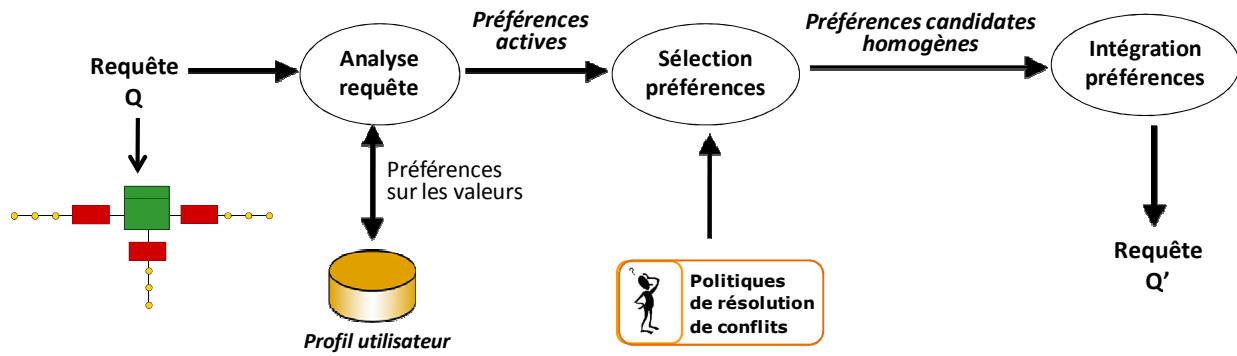 Requête
Q
Analyse
requête
Préférences
actives
Sélection
préférences
Préférences candidates
homogènes
Intégration
préférences
Préférences
sur les valeurs
Profil utilisateur
?
Politiques
de résolution
de conflits
Requête
Q’